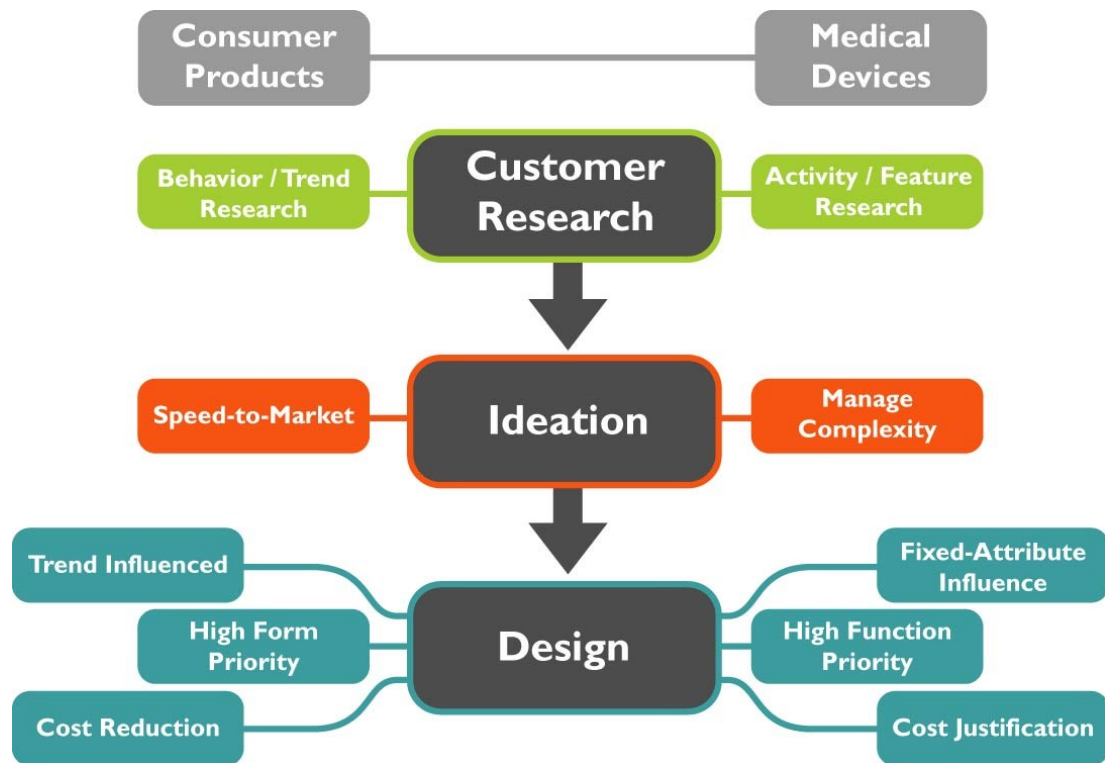 Consumer
Products
Medical
Devices
Behavior / Trend
Research
Customer
Research
Activity / Feature
Research
Speed-to-Market
Ideation
Manage
Complexity
Trend Influenced
Fixed-Attribute
Influence
High Form
Priority
Design
High Function
Priority
Cost Reduction
Cost Justification